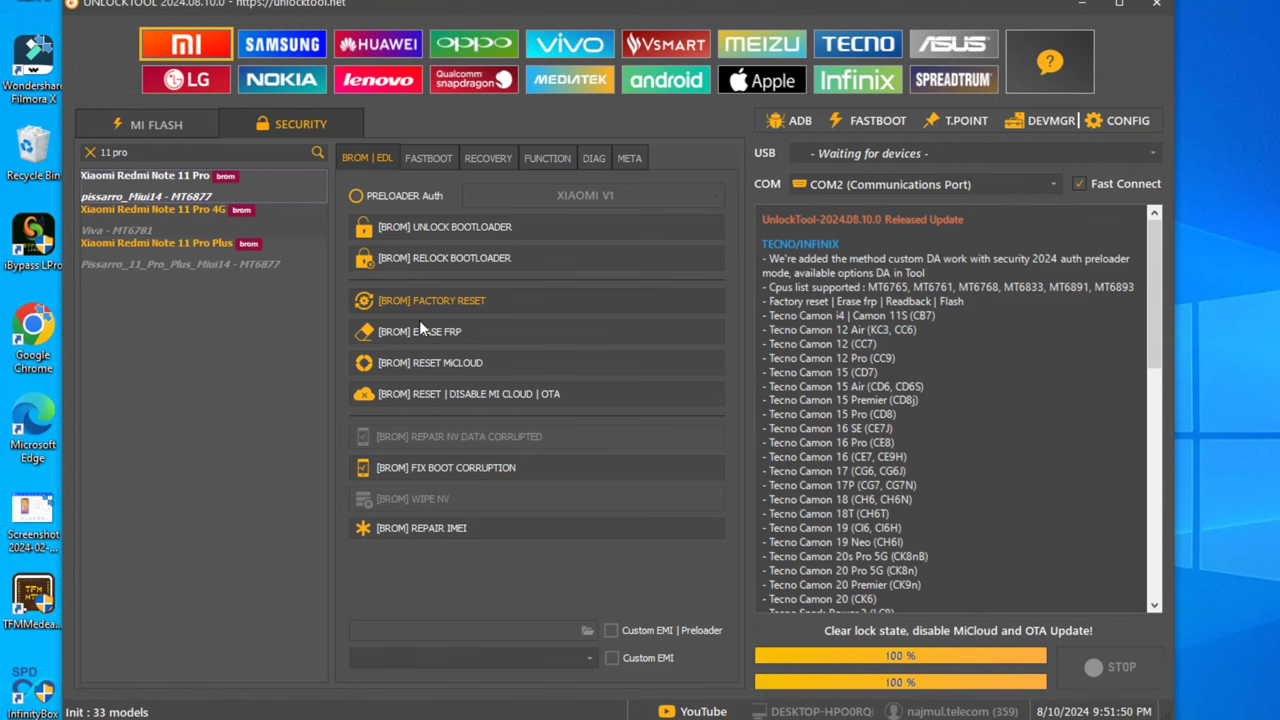 UNLOCKTOOL 2024.08.10.0 - https://unlocktool.net
Wondershare
Filmora X
Recycle Bin
iBypass LPro
Google
Chrome
Microsoft
Edge
Screenshot
2024-02-...
TFMMedea...
SPD
InfinityBox
MI
SAMSUNG
HUAWEI
OPPO
VIVO
VSMART
MEIZU
TECNO
ASUS
LG
NOKIA
lenovo
Qualcomm
snapdragon
MEDIATEK
android
Apple
Infinix
SPREADTRUM
?
MI FLASH
SECURITY
ADB
FASTBOOT
T.POINT
DEVMGR
CONFIG
11 pro
Xiaomi Redmi Note 11 Pro brom
pissarro_Miui14 - MT6877
Xiaomi Redmi Note 11 Pro 4G brom
Viva - MT6781
Xiaomi Redmi Note 11 Pro Plus brom
Pissarro_11_Pro_Plus_Miui14 - MT6877
BROM | EDL
FASTBOOT
RECOVERY
FUNCTION
DIAG
META
PRELOADER Auth
XIAOMI V1
[BROM] UNLOCK BOOTLOADER
[BROM] RELOCK BOOTLOADER
[BROM] FACTORY RESET
[BROM] ERASE FRP
[BROM] RESET MiCLOUD
[BROM] RESET | DISABLE MI CLOUD | OTA
[BROM] REPAIR NV DATA CORRUPTED
[BROM] FIX BOOT CORRUPTION
[BROM] WIPE NV
[BROM] REPAIR IMEI
Custom EMI | Preloader
Custom EMI
USB
- Waiting for devices -
COM
COM2 (Communications Port)
Fast Connect
UnlockTool-2024.08.10.0 Released Update
TECNO/INFINIX
- We're added the method custom DA work with security 2024 auth preloader
mode, available options DA in Tool
- Cpus list supported : MT6765, MT6761, MT6768, MT6833, MT6891, MT6893
- Factory reset | Erase frp | Readback | Flash
- Tecno Camon i4 | Camon 11S (CB7)
- Tecno Camon 12 Air (KC3, CC6)
- Tecno Camon 12 (CC7)
- Tecno Camon 12 Pro (CC9)
- Tecno Camon 15 (CD7)
- Tecno Camon 15 Air (CD6, CD6S)
- Tecno Camon 15 Premier (CD8j)
- Tecno Camon 15 Pro (CD8)
- Tecno Camon 16 SE (CE7J)
- Tecno Camon 16 Pro (CE8)
- Tecno Camon 16 (CE7, CE9H)
- Tecno Camon 17 (CG6, CG6J)
- Tecno Camon 17P (CG7, CG7N)
- Tecno Camon 18 (CH6, CH6N)
- Tecno Camon 18T (CH6T)
- Tecno Camon 19 (CI6, CI6H)
- Tecno Camon 19 Neo (CH6I)
- Tecno Camon 20s Pro 5G (CK8nB)
- Tecno Camon 20 Pro 5G (CK8n)
- Tecno Camon 20 Premier (CK9n)
- Tecno Camon 20 (CK6)
Clear lock state, disable MiCloud and OTA Update!
100 %
100 %
STOP
Init : 33 models
YouTube
DESKTOP-HPO0RQ
najmul.telecom (359)
8/10/2024 9:51:50 PM